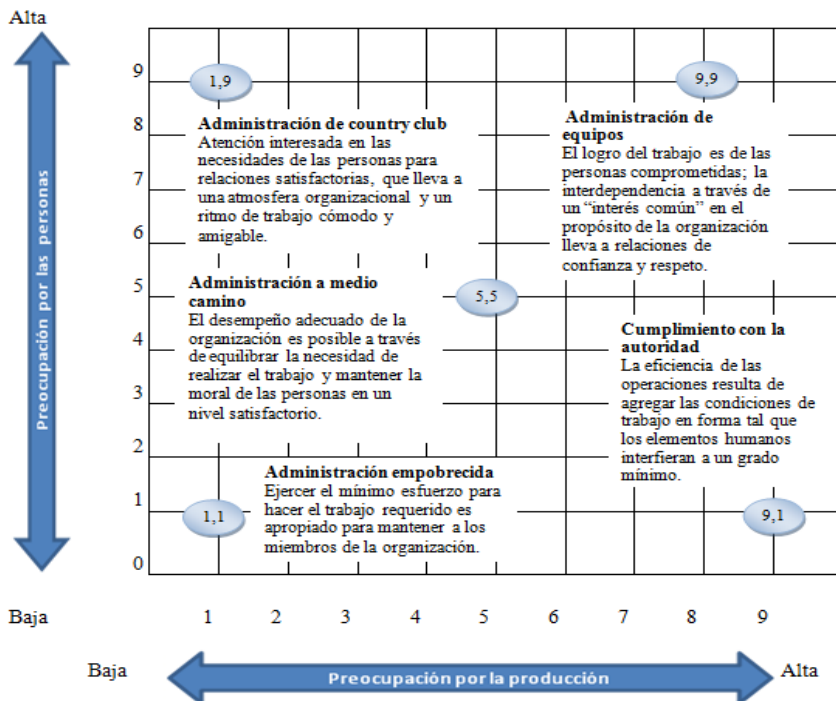 Alta
Preocupación por las personas
9
8
7
6
5
4
3
2
1
0
1,9
9,9
Administración de country club
Atención interesada en las
necesidades de las personas para
relaciones satisfactorias, que lleva a
una atmosfera organizacional y un
ritmo de trabajo cómodo y
amigable.
Administración de
equipos
El logro del trabajo es de las
personas comprometidas; la
interdependencia a través de
un “interés común” en el
propósito de la organización
lleva a relaciones de
confianza y respeto.
Administración a medio
camino
El desempeño adecuado de la
organización es posible a través
de equilibrar la necesidad de
realizar el trabajo y mantener la
moral de las personas en un
nivel satisfactorio.
5,5
Cumplimiento con la
autoridad
La eficiencia de las
operaciones resulta de
agregar las condiciones de
trabajo en forma tal que
los elementos humanos
interfieran a un grado
mínimo.
Administración empobrecida
Ejercer el mínimo esfuerzo para
hacer el trabajo requerido es
apropiado para mantener a los
miembros de la organización.
1,1
9,1
Baja
1 2 3 4 5 6 7 8 9
Baja
Preocupación por la producción
Alta